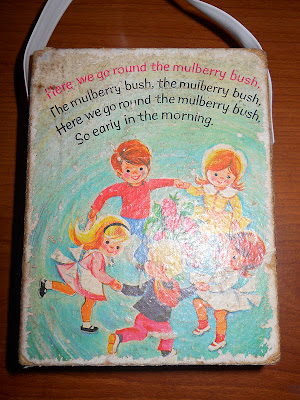 Here we go round the mulberry bush,
The mulberry bush, the mulberry bush,
Here we go round the mulberry bush,
So early in the morning.